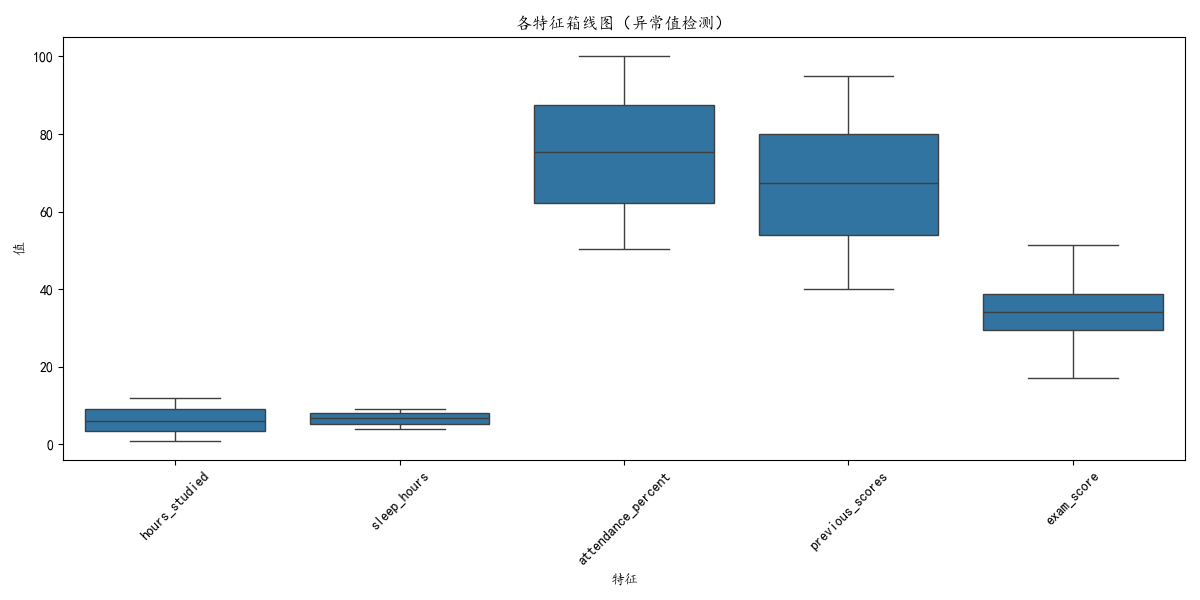 各特征箱线图（异常值检测）
值
100
80
60
40
20
0
hours_studied
sleep_hours
attendance_percent
previous_scores
exam_score
特征